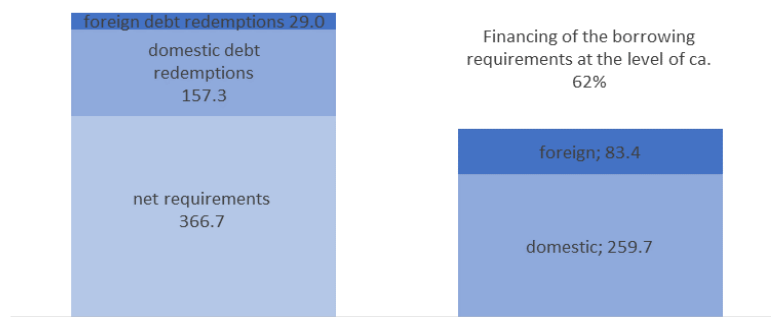 foreign debt redemptions 29.0
domestic debt
redemptions
157.3
net requirements
366.7
Financing of the borrowing
requirements at the level of ca.
62%
foreign; 83.4
domestic; 259.7